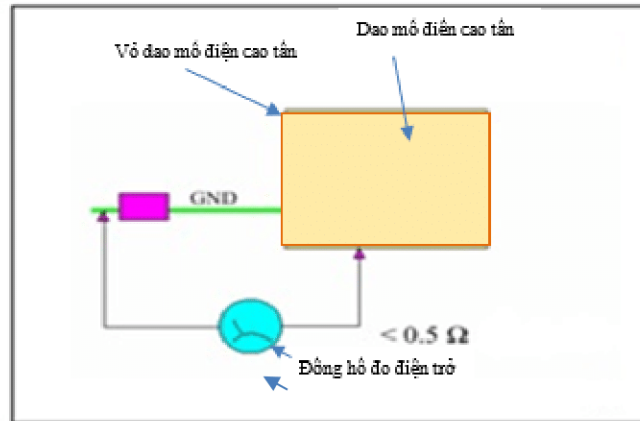 Dao mổ điện cao tần
Vỏ dao mổ điện cao tần
GND
< 0.5 Ω
Đồng hồ đo điện trở